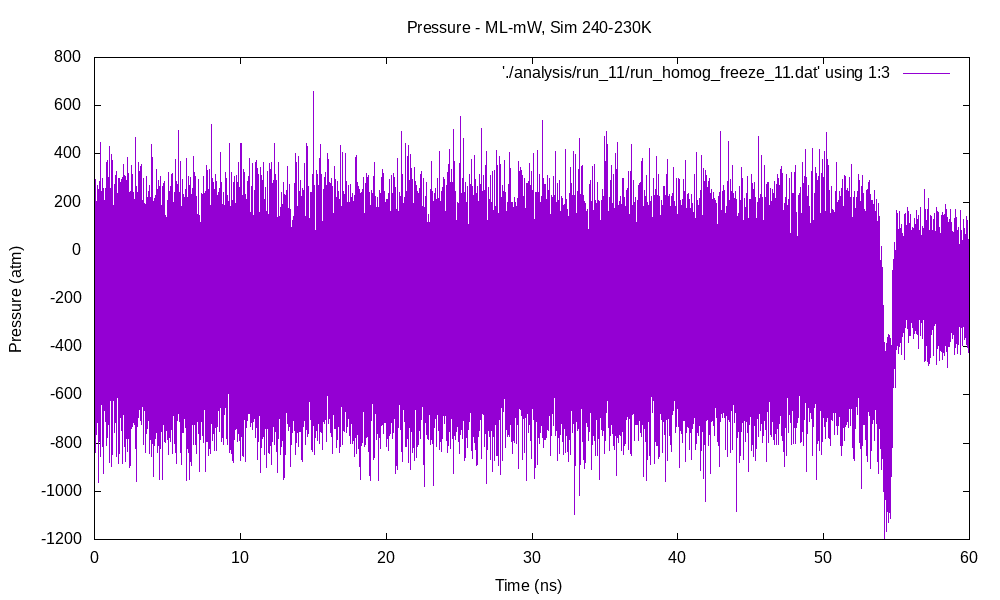 Pressure - ML-mW, Sim 240-230K
'./analysis/run_11/run_homog_freeze_11.dat' using 1:3
800
600
400
200
0
-200
-400
-600
-800
-1000
-1200
Pressure (atm)
0 10 20 30 40 50 60
Time (ns)